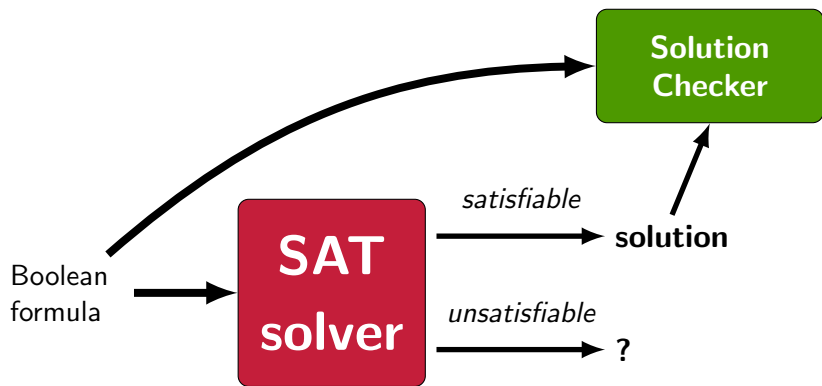 Solution
Checker
satisfiable
SAT
solution
Boolean
formula
solver
unsatisfiable
?